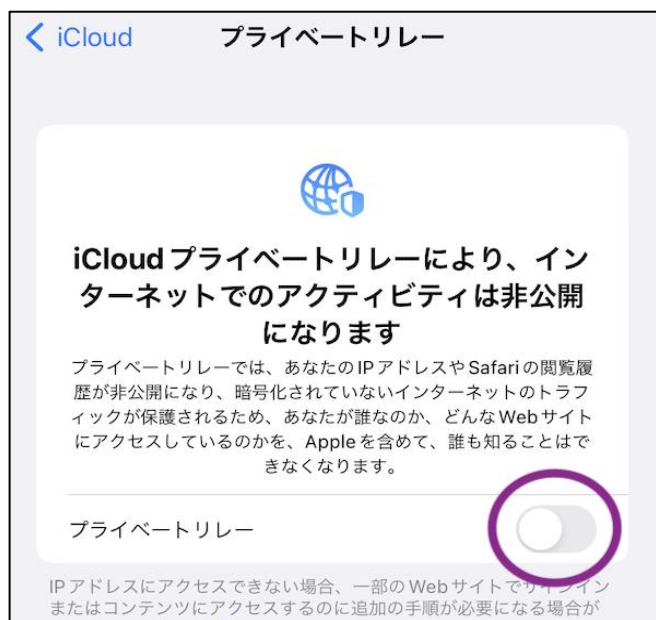 iCloud プライベートリレー
iCloud プライベートリレーにより、イン
ターネットでのアクティビティは非公開
になります
プライベートリレーでは、あなたのIPアドレスやSafariの閲覧履
歴が非公開になり、暗号化されていないインターネットのトラフ
ィックが保護されるため、あなたが誰なのか、どんなWebサイト
にアクセスしているのかを、Appleを含めて、誰も知ることはで
きなくなります。
プライベートリレー
IPアドレスにアクセスできない場合、一部のWebサイトでサインイン
またはコンテンツにアクセスするのに追加の手順が必要になる場合が